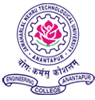 JAWAHARLAL NEHRU TECHNOLOGICAL UNIVERSITY
ANANTAPUR
योगः कर्मसु कौशलम्
ENGINEERING
COLLEGE
ANANTAPUR